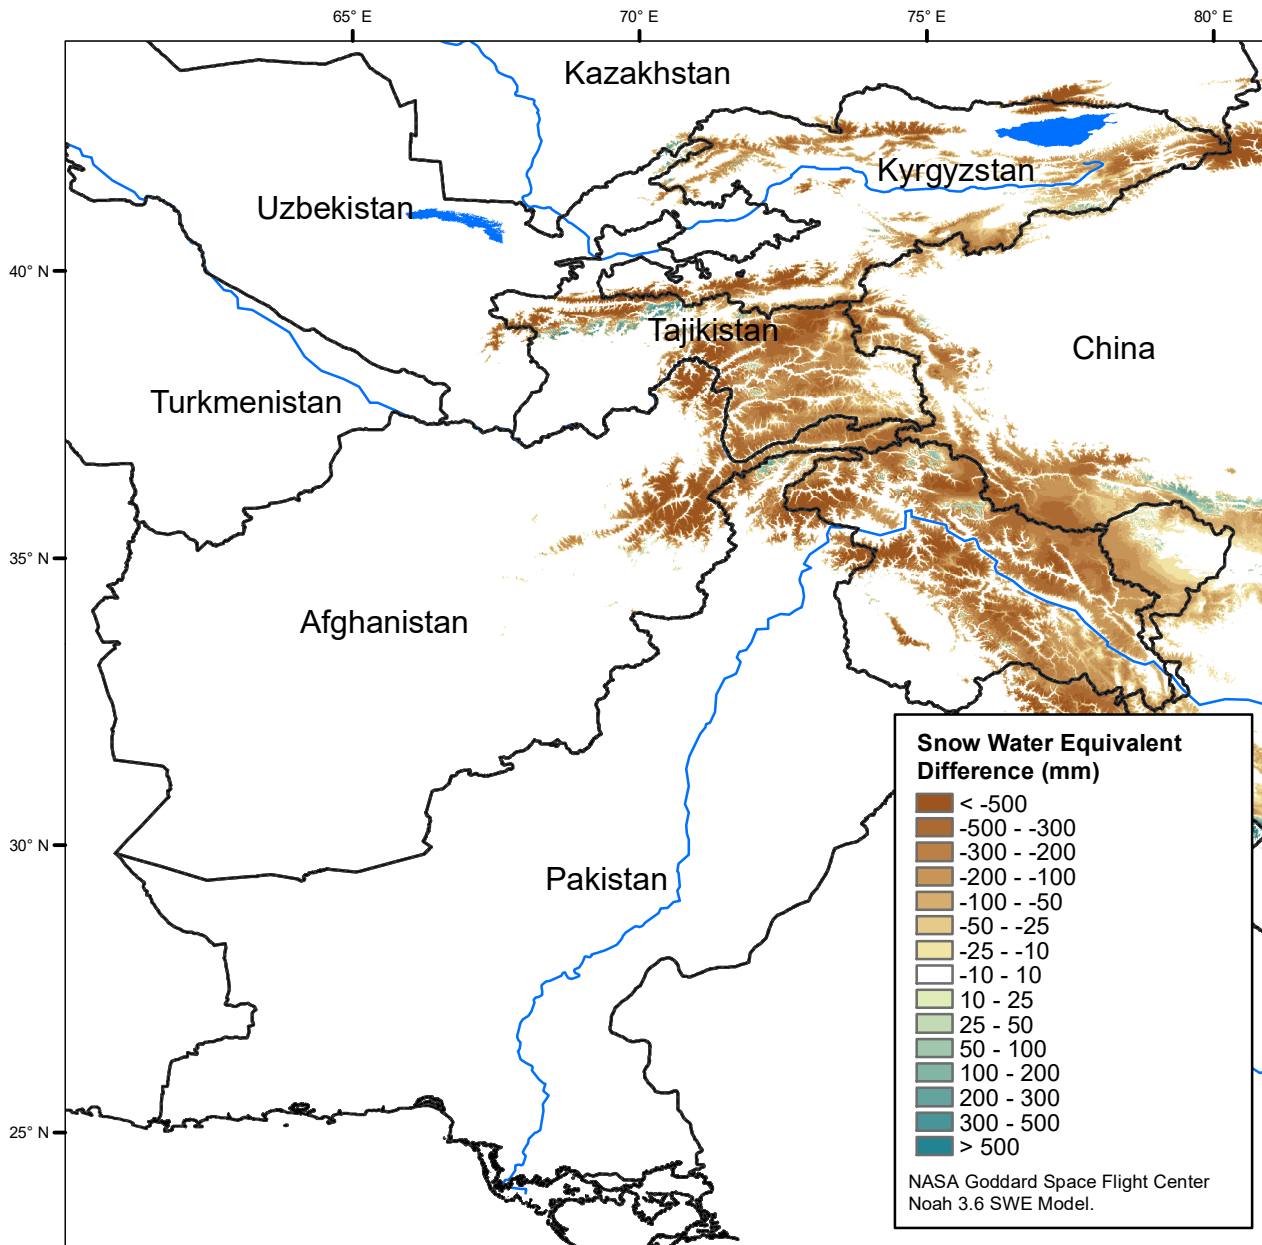 65° E
70° E
75° E
80° E
Kazakhstan
Kyrgyzstan
Uzbekistan
40° N
Tajikistan
China
Turkmenistan
35° N
Afghanistan
Snow Water Equivalent
Difference (mm)
< -500
-500 - -300
-300 - -200
-200 - -100
-100 - -50
-50 - -25
-25 - -10
-10 - 10
10 - 25
25 - 50
50 - 100
100 - 200
200 - 300
300 - 500
> 500
NASA Goddard Space Flight Center
Noah 3.6 SWE Model.
30° N
Pakistan
25° N